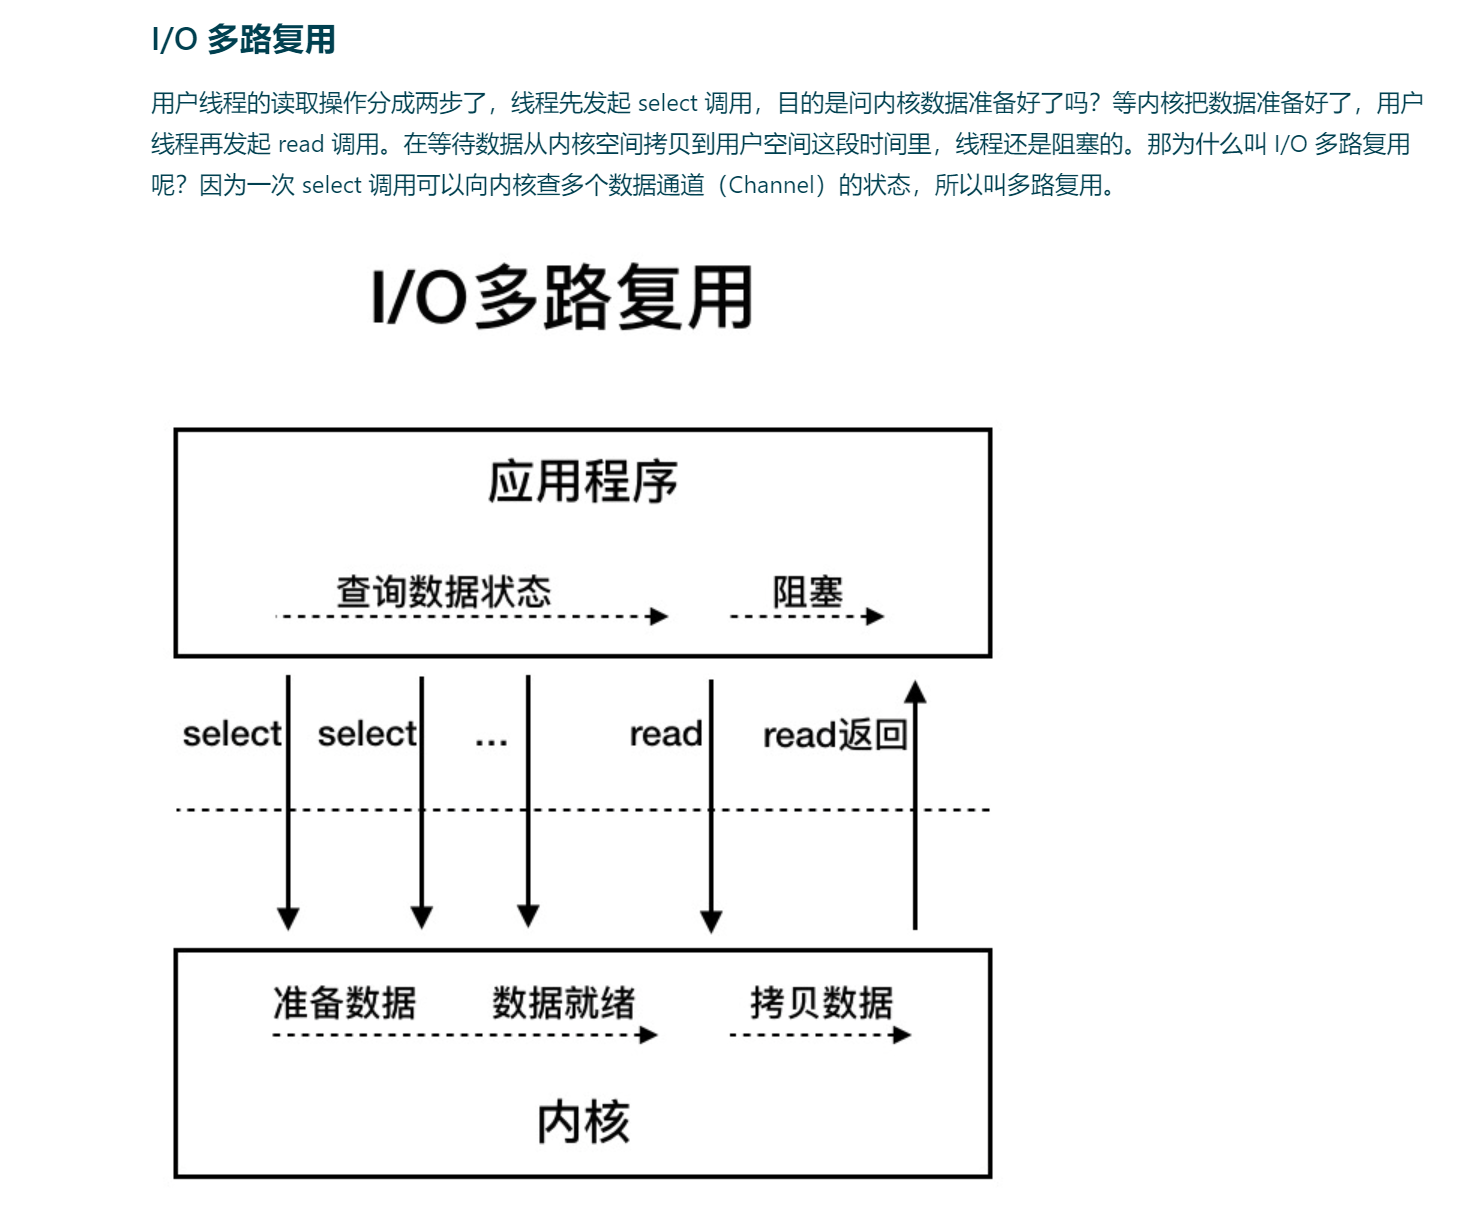 I/O 多路复用
用户线程的读取操作分成两步了，线程先发起 select 调用，目的是问内核数据准备好了吗？等内核把数据准备好了，用户
线程再发起 read 调用。在等待数据从内核空间拷贝到用户空间这段时间里，线程还是阻塞的。那为什么叫 I/O 多路复用
呢？因为一次 select 调用可以向内核查多个数据通道（Channel）的状态，所以叫多路复用。
I/O多路复用
应用程序
查询数据状态 阻塞
select select ... read read返回
准备数据 数据就绪 拷贝数据
内核